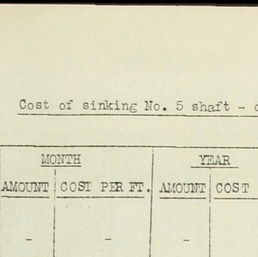 Cost of sinking No. 5 shaft -
MONTH YEAR
AMOUNT COST PER FT. AMOUNT COST
- - -